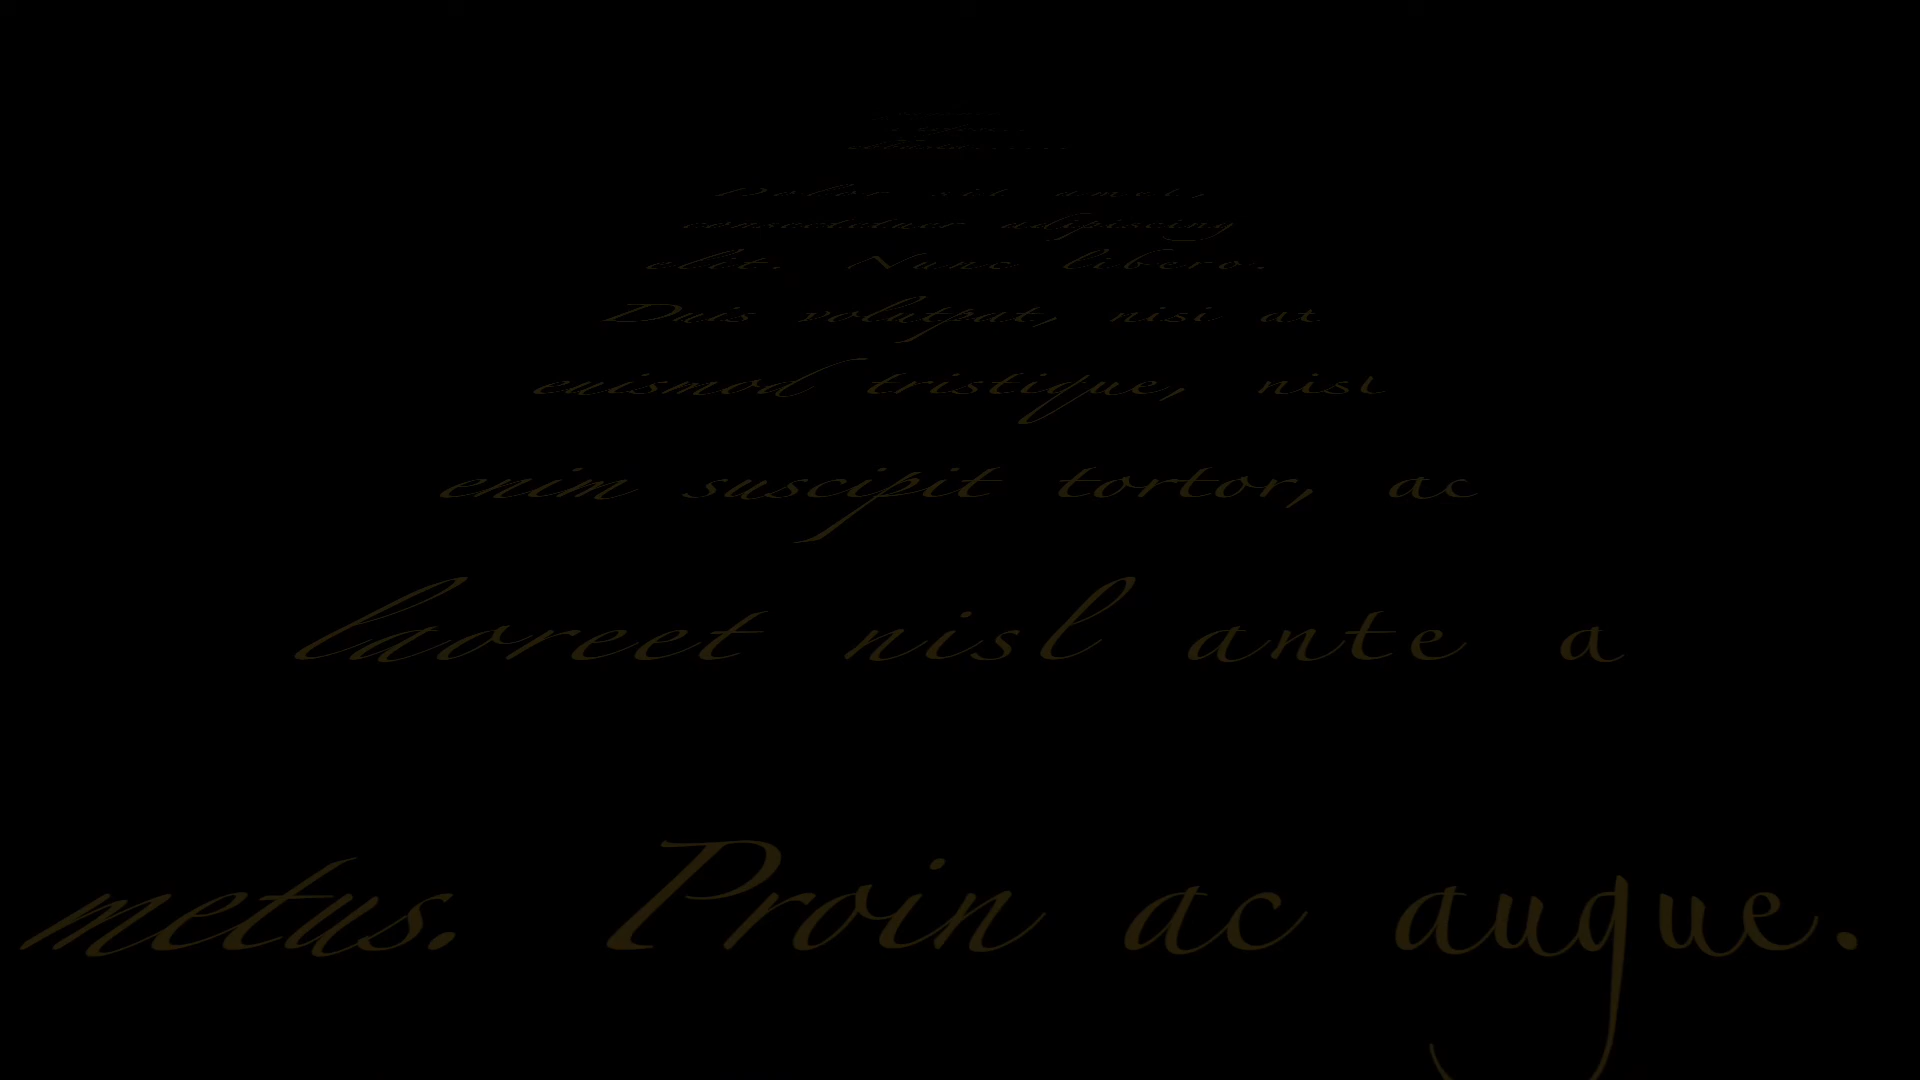 Dolor sit amet,
consectetuer adipiscing
elit. Nunc libero.
Duis volutpat, nisi at
euismod tristique, nisl
enim suscipit tortor, ac
laoreet nisl ante a
metus. Proin ac augue.